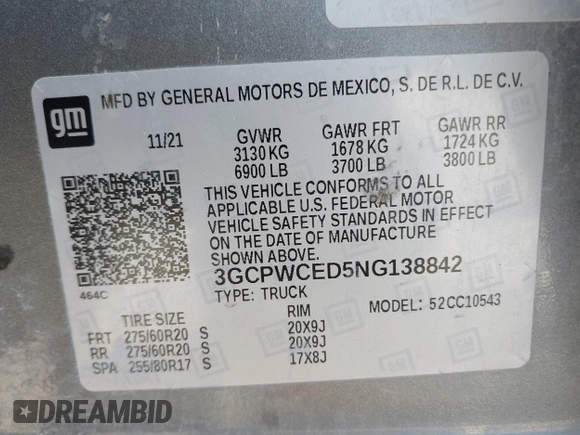 gm
MFD BY GENERAL MOTORS DE MEXICO, S. DE R.L. DE C.V.
11/21 GVWR GAWR FRT GAWR RR
3130 KG 1678 KG 1724 KG
6900 LB 3700 LB 3800 LB
THIS VEHICLE CONFORMS TO ALL
APPLICABLE U.S. FEDERAL MOTOR
VEHICLE SAFETY STANDARDS IN EFFECT
ON THE DATE OF MANUFACTURE
SHOWN ABOVE.
464C
3GCPWCED5NG138842
TYPE: TRUCK MODEL: 52CC10543
TIRE SIZE RIM
FRT 275/60R20 S 20X9J
RR 275/60R20 S 20X9J
SPA 255/80R17 S 17X8J
DREAMBID